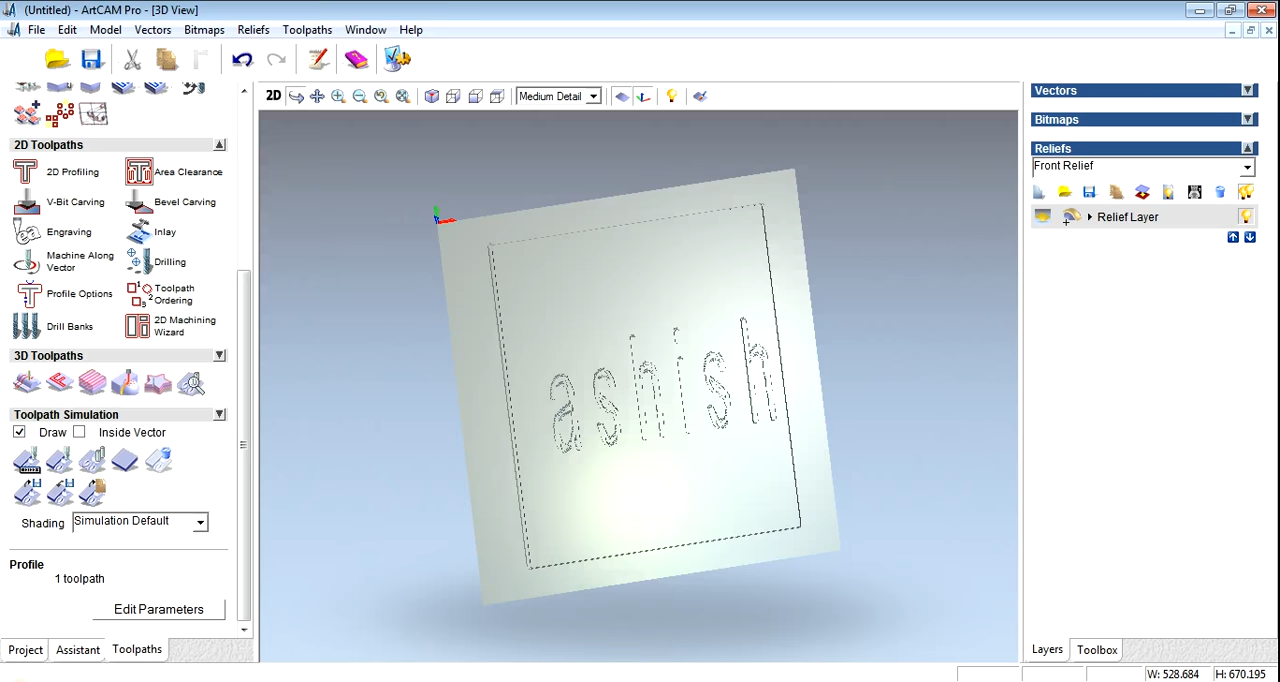 (Untitled) - ArtCAM Pro - [3D View]
File Edit Model Vectors Bitmaps Reliefs Toolpaths Window Help
2D Medium Detail
2D Toolpaths
2D Profiling Area Clearance
V-Bit Carving Bevel Carving
Engraving Inlay
Machine Along Vector Drilling
Profile Options Toolpath Ordering
Drill Banks 2D Machining Wizard
3D Toolpaths
Toolpath Simulation
Draw Inside Vector
Shading Simulation Default
Profile
1 toolpath
Edit Parameters
Project Assistant Toolpaths
ashish
Vectors
Bitmaps
Reliefs
Front Relief
Relief Layer
Layers Toolbox
W: 528.684 H: 670.195